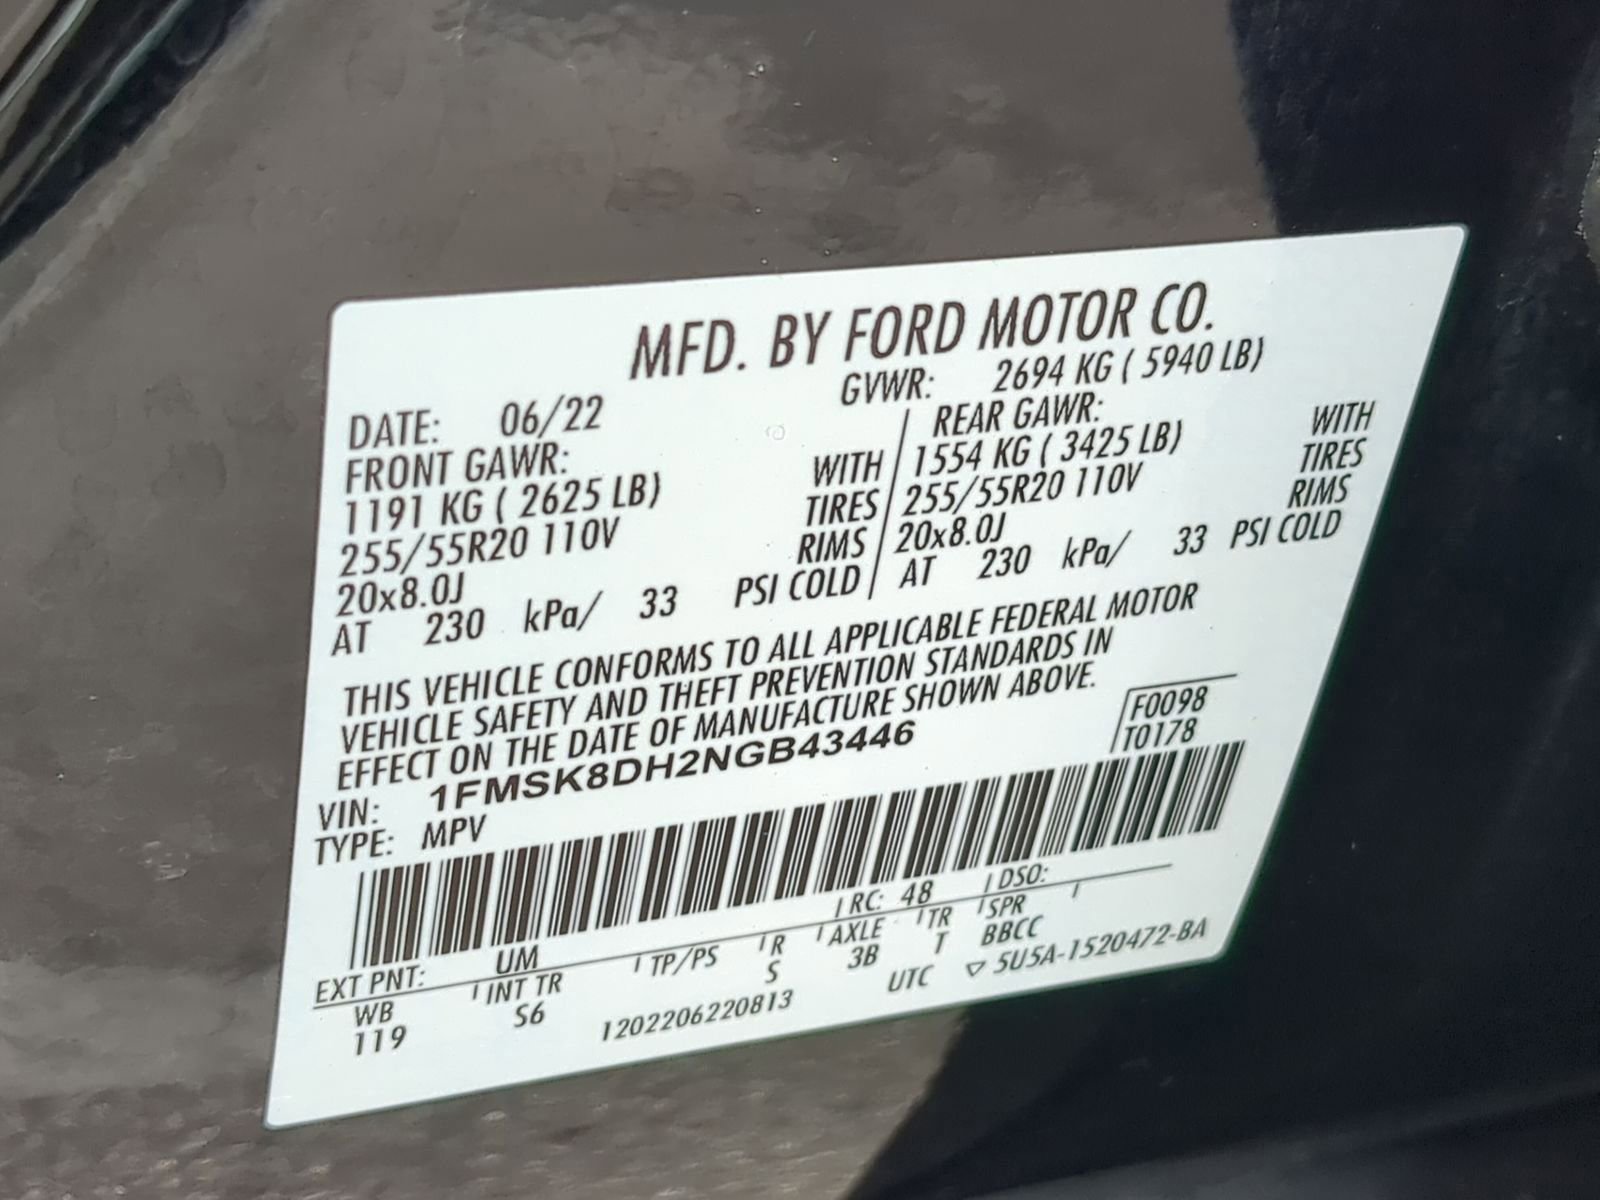 MFD. BY FORD MOTOR CO.
DATE: 06/22 GVWR: 2694 KG ( 5940 LB)
FRONT GAWR: REAR GAWR:
1191 KG ( 2625 LB) WITH 1554 KG ( 3425 LB) WITH
255/55R20 110V TIRES 255/55R20 110V TIRES
20x8.0J RIMS 20x8.0J RIMS
AT 230 kPa/ 33 PSI COLD AT 230 kPa/ 33 PSI COLD
THIS VEHICLE CONFORMS TO ALL APPLICABLE FEDERAL MOTOR
VEHICLE SAFETY AND THEFT PREVENTION STANDARDS IN
EFFECT ON THE DATE OF MANUFACTURE SHOWN ABOVE.
VIN: 1FMSK8DH2NGB43446 F0098
TYPE: MPV T0178
EXT PNT: UM RC: 48 DSO:
WB INT TR TP/PS R AXLE TR SPR
119 S6 S 3B T BBCC
1202206220813 UTC ▽ 5U5A-1520472-BA